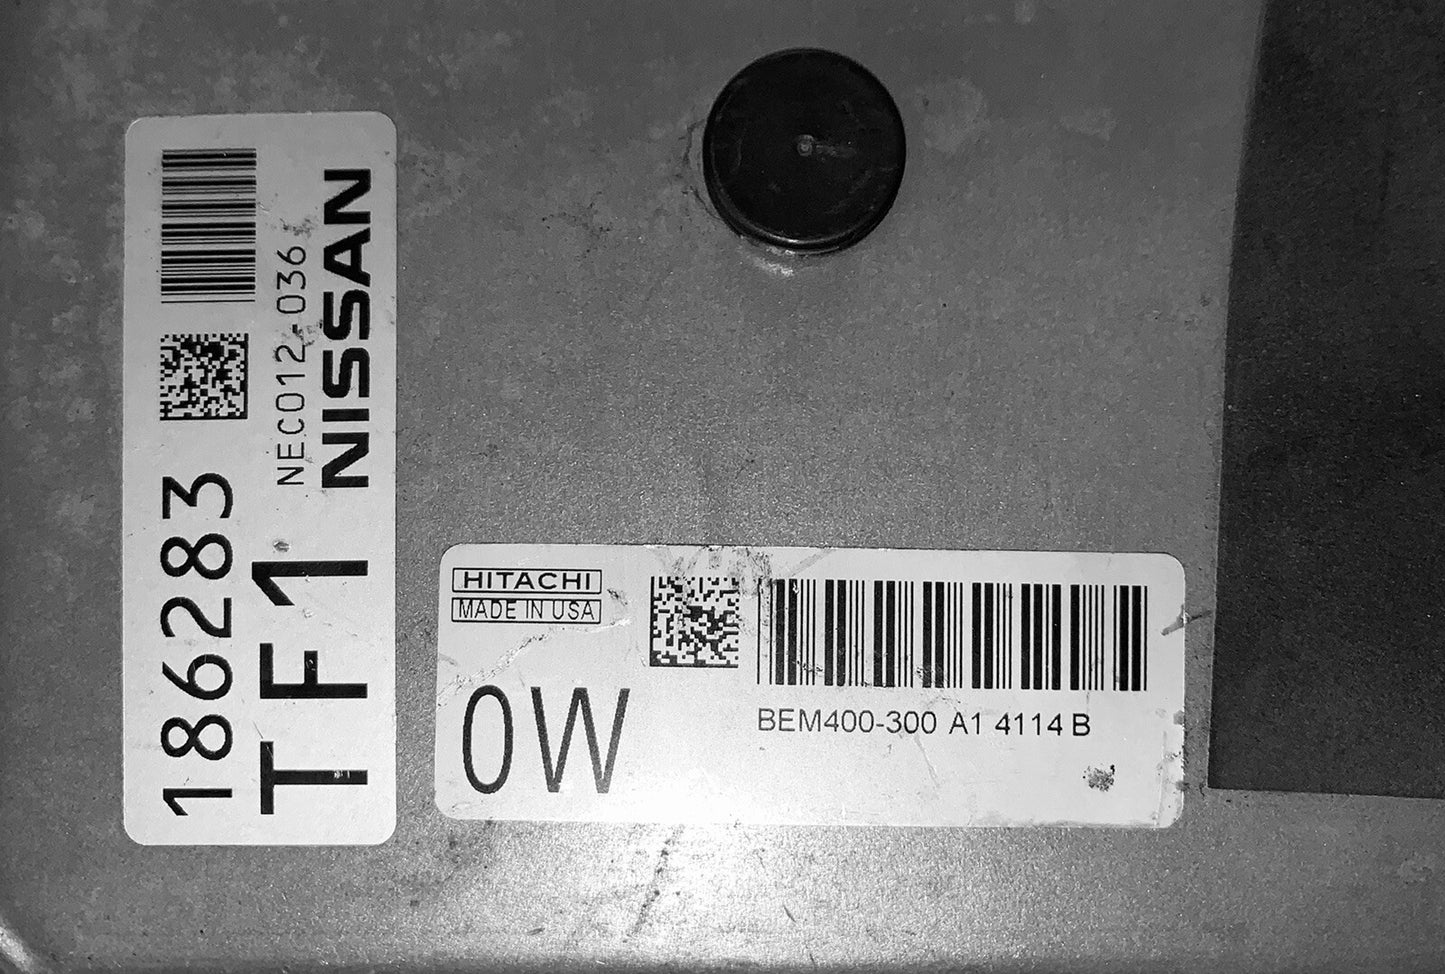 186283
TF1
NEC012-036
NISSAN
HITACHI
MADE IN USA
0W
BEM400-300 A1 4114 B